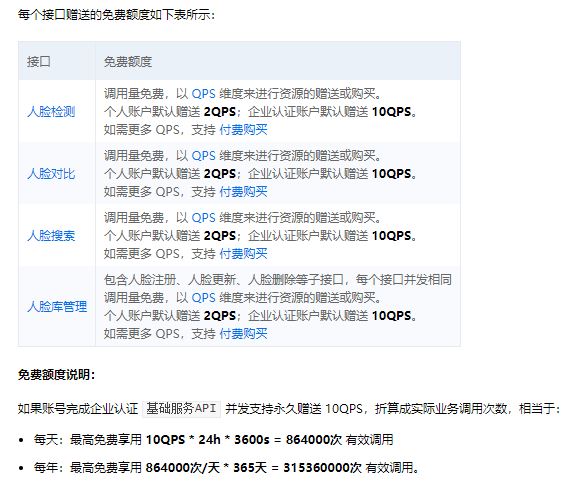 每个接口赠送的免费额度如下表所示：
接口 免费额度
人脸检测
调用量免费，以 QPS 维度来进行资源的赠送或购买。
个人账户默认赠送 2QPS；企业认证账户默认赠送 10QPS。
如需更多 QPS，支持 付费购买
人脸对比
调用量免费，以 QPS 维度来进行资源的赠送或购买。
个人账户默认赠送 2QPS；企业认证账户默认赠送 10QPS。
如需更多 QPS，支持 付费购买
人脸搜索
调用量免费，以 QPS 维度来进行资源的赠送或购买。
个人账户默认赠送 2QPS；企业认证账户默认赠送 10QPS。
如需更多 QPS，支持 付费购买
人脸库管理
包含人脸注册、人脸更新、人脸删除等子接口，每个接口并发相同
调用量免费，以 QPS 维度来进行资源的赠送或购买。
个人账户默认赠送 2QPS；企业认证账户默认赠送 10QPS。
如需更多 QPS，支持 付费购买
免费额度说明：
如果账号完成企业认证 基础服务API 并发支持永久赠送 10QPS，折算成实际业务调用次数，相当于；
• 每天：最高免费享用 10QPS * 24h * 3600s = 864000次 有效调用
• 每年：最高免费享用 864000次/天 * 365天 = 315360000次 有效调用。